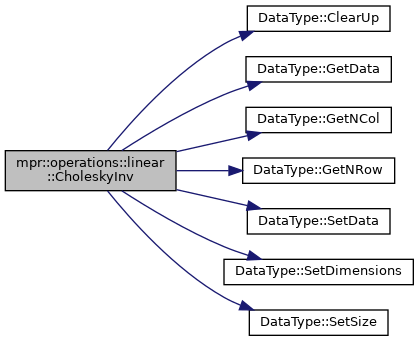 mpr::operations::linear
::CholeskyInv
DataType::ClearUp
DataType::GetData
DataType::GetNCol
DataType::GetNRow
DataType::SetData
DataType::SetDimensions
DataType::SetSize